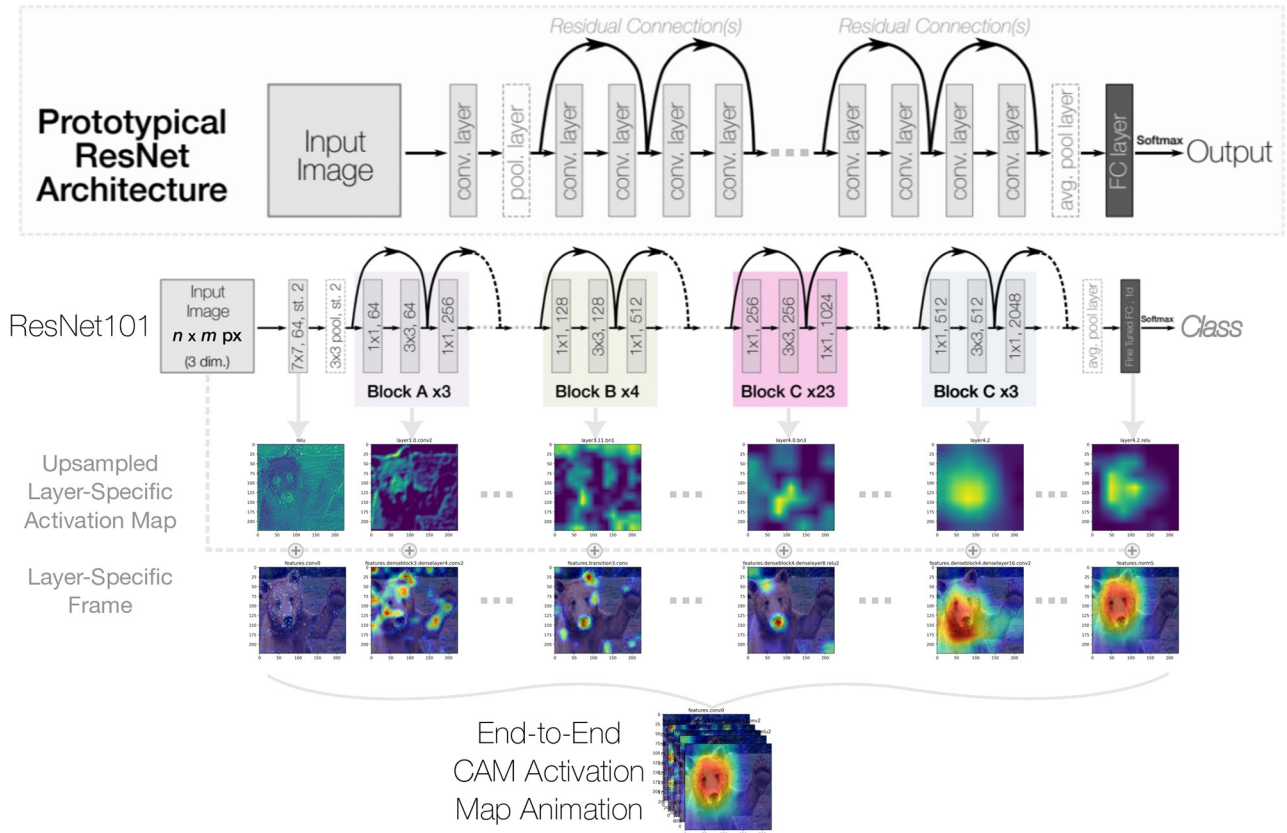 Residual Connection(s)
Residual Connection(s)
Prototypical
ResNet
Architecture
Input
Image
conv. layer
pool. layer
conv. layer
conv. layer
conv. layer
conv. layer
conv. layer
conv. layer
conv. layer
conv. layer
avg. pool layer
FC layer
Softmax
Output
ResNet101
Input
Image
n x m px
(3 dim.)
7x7, 64, st. 2
3x3 pool, st. 2
1x1, 64
3x3, 64
1x1, 256
Block A x3
1x1, 128
3x3, 128
1x1, 512
Block B x4
1x1, 256
3x3, 256
1x1, 1024
Block C x23
1x1, 512
3x3, 512
1x1, 2048
Block C x3
avg. pool layer
Fine Tuned FC , 1d
Softmax
Class
Upsampled
Layer-Specific
Activation Map
relu
layer1.0.conv2
layer3.11.bn1
layer4.0.bn3
layer4.2
layer4.2.relu
Layer-Specific
Frame
features.conv0
features.denseblock3.denselayer4.conv2
features.transition3.conv
features.denseblock4.denselayer8.relu2
features.denseblock4.denselayer16.conv2
features.norm5
End-to-End
CAM Activation
Map Animation
features.conv0